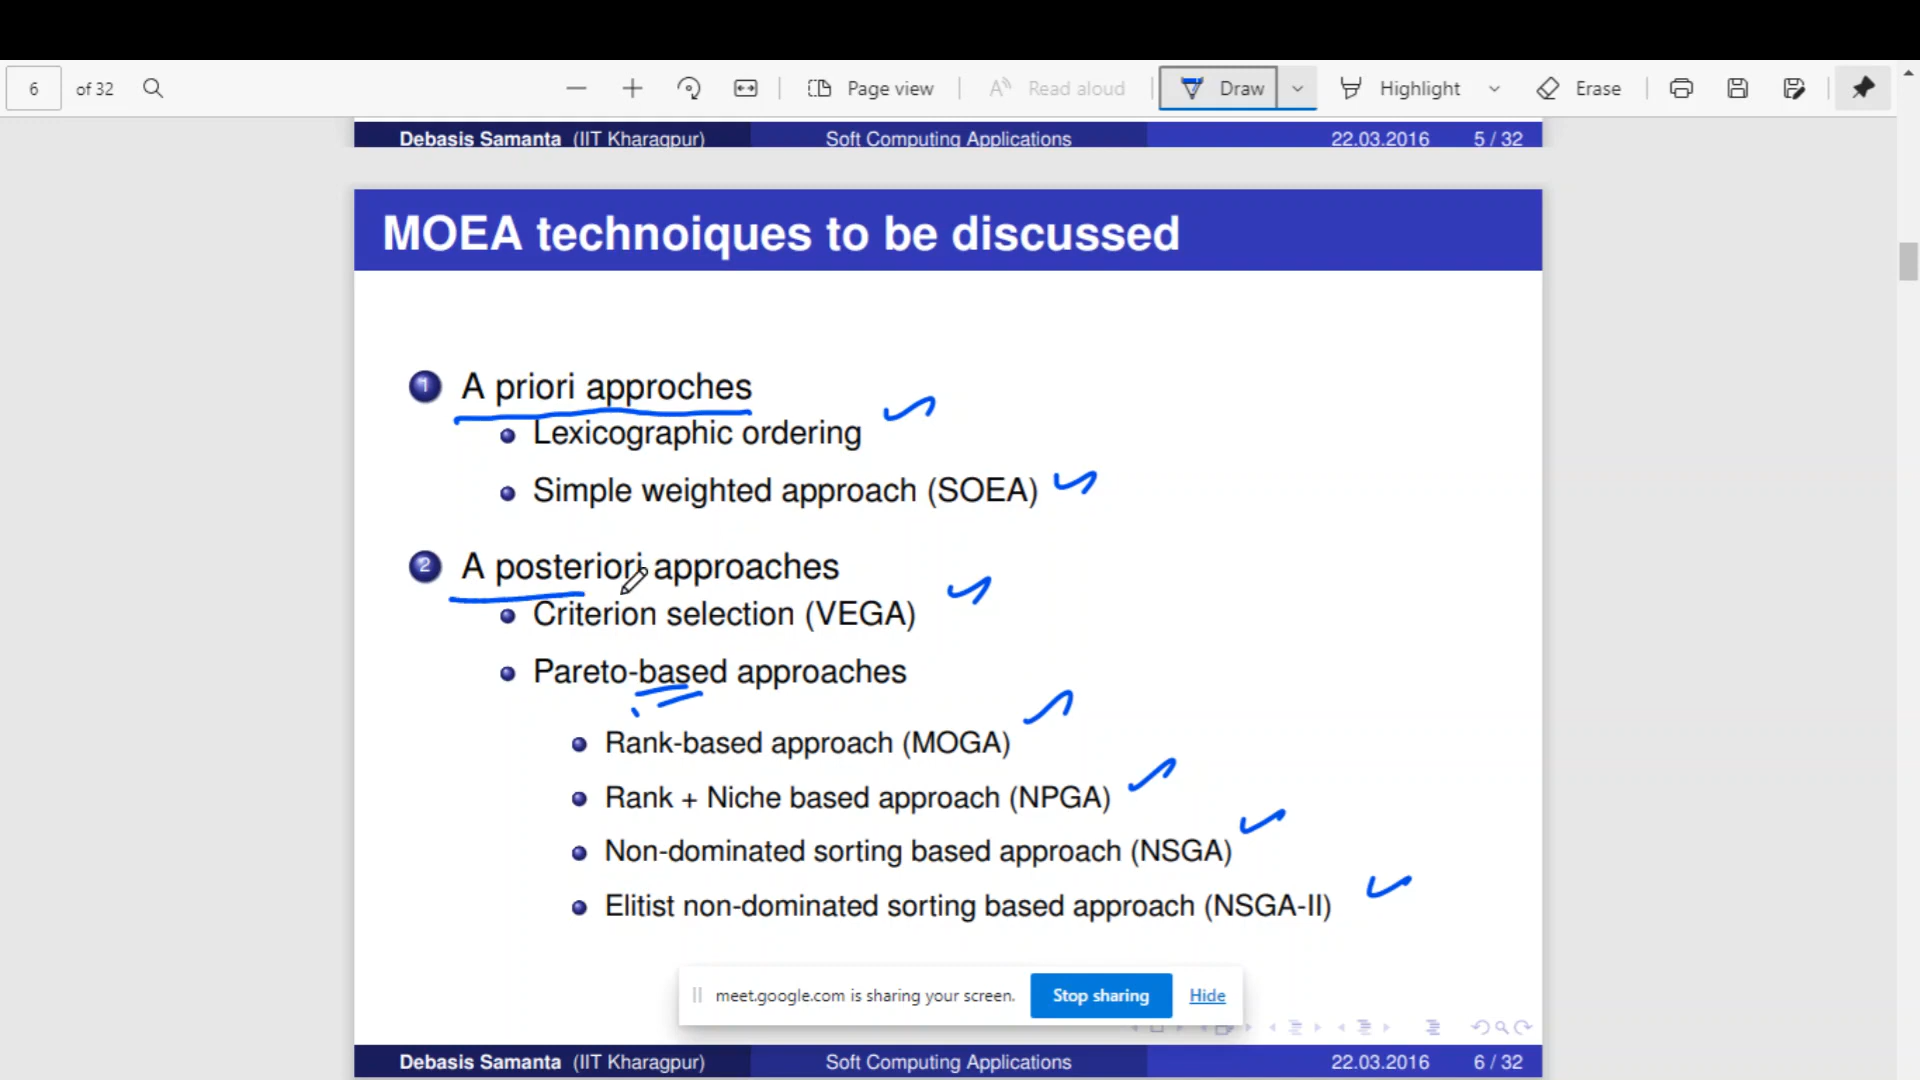 6 of 32 Page view Read aloud Draw Highlight Erase
Debasis Samanta (IIT Kharagpur) Soft Computing Applications 22.03.2016 5 / 32
MOEA technoiques to be discussed
1 A priori approches
Lexicographic ordering
Simple weighted approach (SOEA)
2 A posteriori approaches
Criterion selection (VEGA)
Pareto-based approaches
Rank-based approach (MOGA)
Rank + Niche based approach (NPGA)
Non-dominated sorting based approach (NSGA)
Elitist non-dominated sorting based approach (NSGA-II)
meet.google.com is sharing your screen. Stop sharing Hide
Debasis Samanta (IIT Kharagpur) Soft Computing Applications 22.03.2016 6 / 32